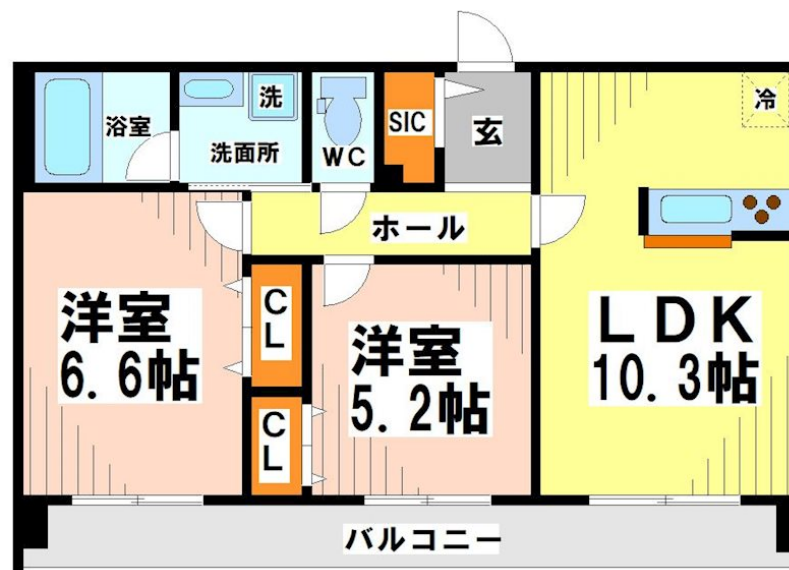 浴室
洗
洗面所
WC
SIC
玄
冷
ホール
洋室
6.6帖
CL
CL
洋室
5.2帖
LDK
10.3帖
バルコニー